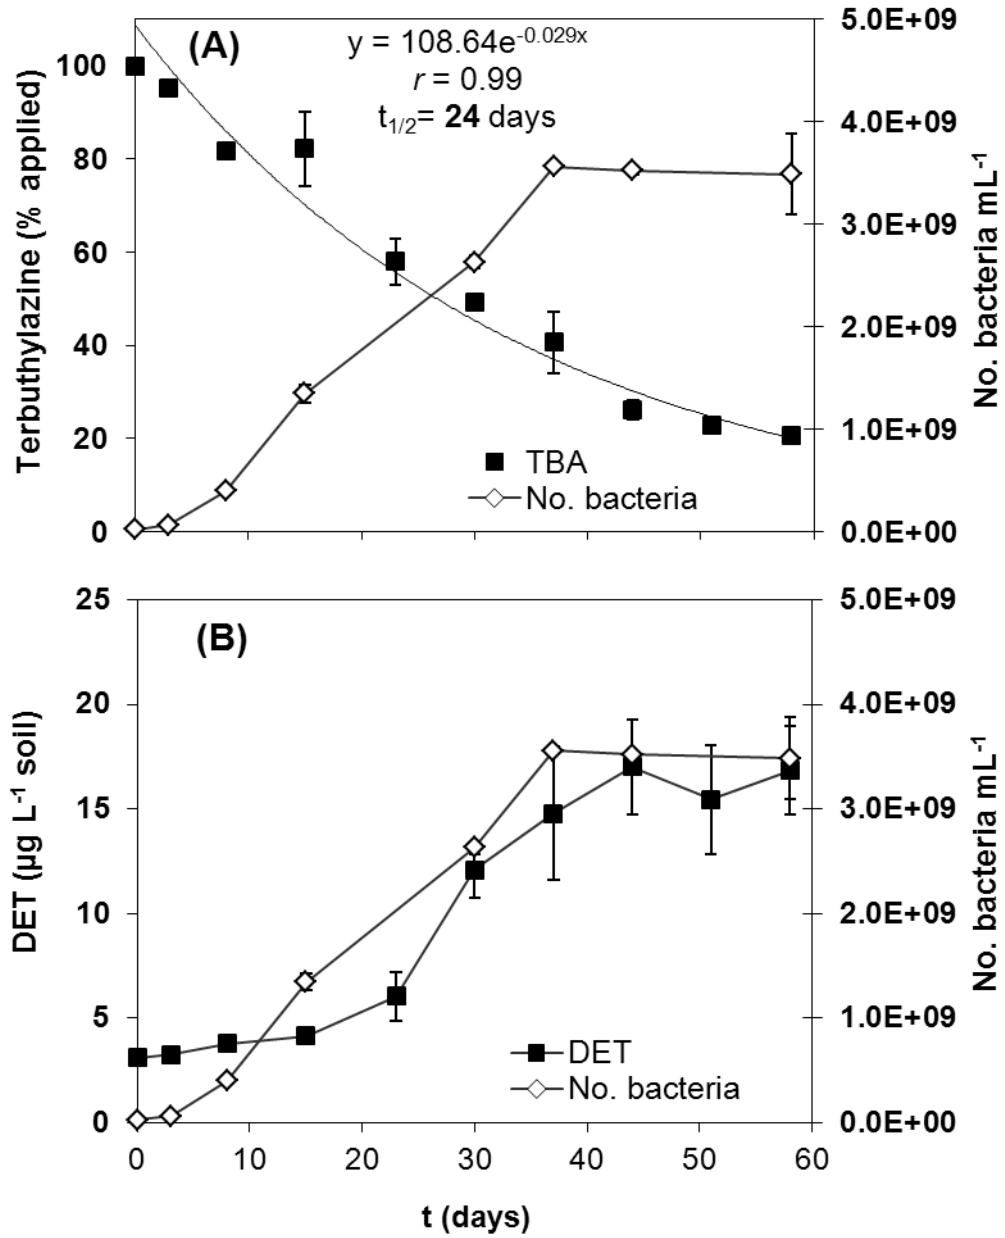 (A)
y = 108.64e^-0.029x
r = 0.99
t1/2= 24 days
Terbuthylazine (% applied)
100
80
60
40
20
0
5.0E+09
4.0E+09
3.0E+09
2.0E+09
1.0E+09
0.0E+00
No. bacteria mL-1
TBA
No. bacteria
(B)
DET (µg L-1 soil)
25
20
15
10
5
0
5.0E+09
4.0E+09
3.0E+09
2.0E+09
1.0E+09
0.0E+00
No. bacteria mL-1
DET
No. bacteria
0 10 20 30 40 50 60
t (days)